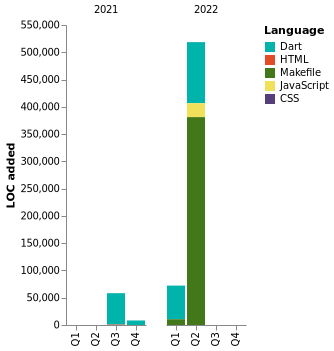 2021 2022
Language
Dart
HTML
Makefile
JavaScript
CSS
LOC added
550,000
500,000
450,000
400,000
350,000
300,000
250,000
200,000
150,000
100,000
50,000
0
Q1 Q2 Q3 Q4 Q1 Q2 Q3 Q4